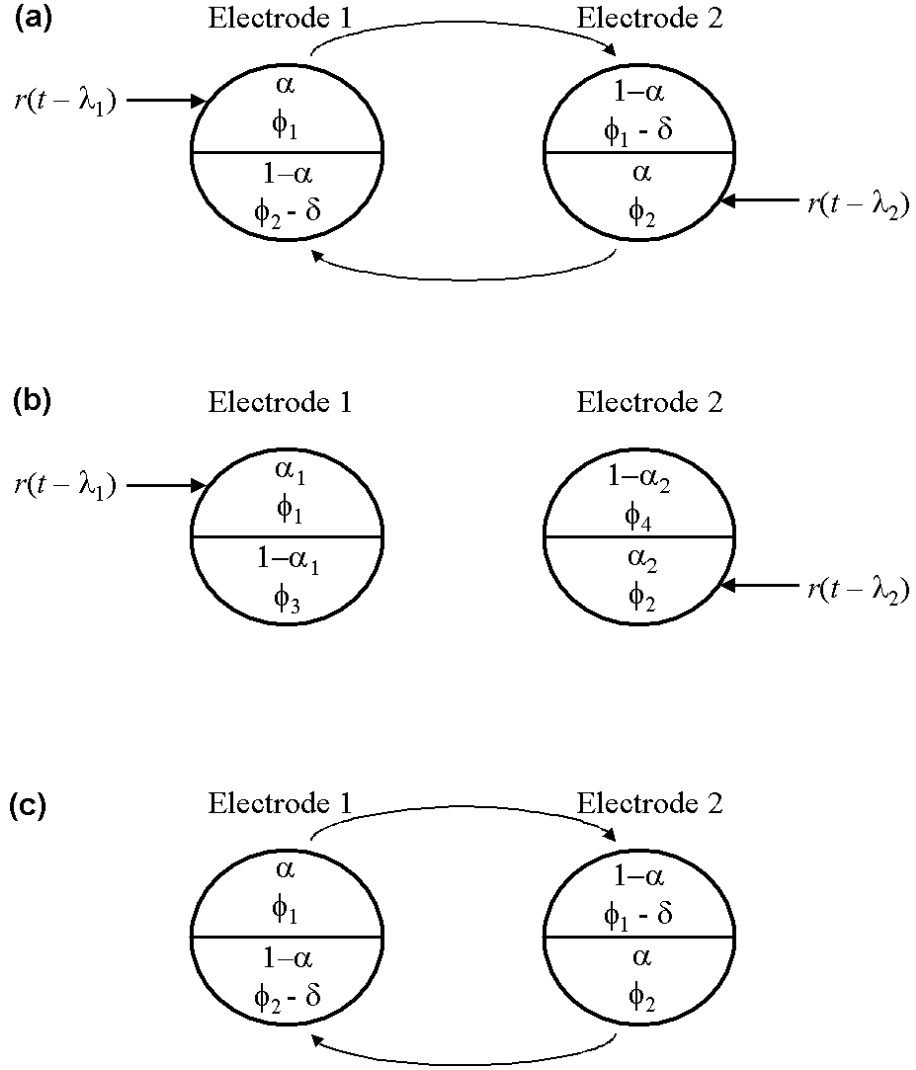 (a)
Electrode 1 Electrode 2
r(t – λ₁) α 1–α
ϕ₁ ϕ₁ - δ
1–α α
ϕ₂ - δ ϕ₂ r(t – λ₂)
(b)
Electrode 1 Electrode 2
r(t – λ₁) α₁ 1–α₂
ϕ₁ ϕ₄
1–α₁ α₂
ϕ₃ ϕ₂ r(t – λ₂)
(c)
Electrode 1 Electrode 2
α 1–α
ϕ₁ ϕ₁ - δ
1–α α
ϕ₂ - δ ϕ₂